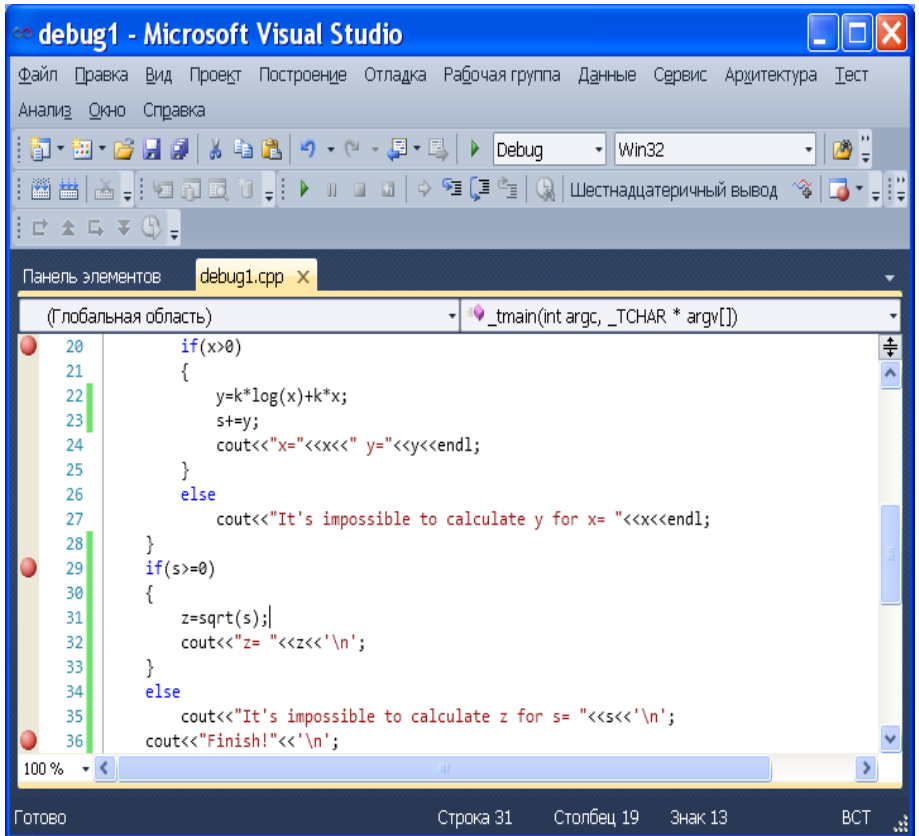 debug1 - Microsoft Visual Studio
Файл Правка Вид Проект Построение Отладка Рабочая группа Данные Сервис Архитектура Тест
Анализ Окно Справка
Debug Win32
Шестнадцатеричный вывод
Панель элементов debug1.cpp
(Глобальная область) _tmain(int argc, _TCHAR * argv[])
20 if(x>0)
21 {
22 y=k*log(x)+k*x;
23 s+=y;
24 cout<<"x="<<x<<" y="<<y<<endl;
25 }
26 else
27 cout<<"It's impossible to calculate y for x= "<<x<<endl;
28 }
29 if(s>=0)
30 {
31 z=sqrt(s);
32 cout<<"z= "<<z<<'\n';
33 }
34 else
35 cout<<"It's impossible to calculate z for s= "<<s<<'\n';
36 cout<<"Finish!"<<'\n';
100 %
Готово Строка 31 Столбец 19 Знак 13 ВСТ